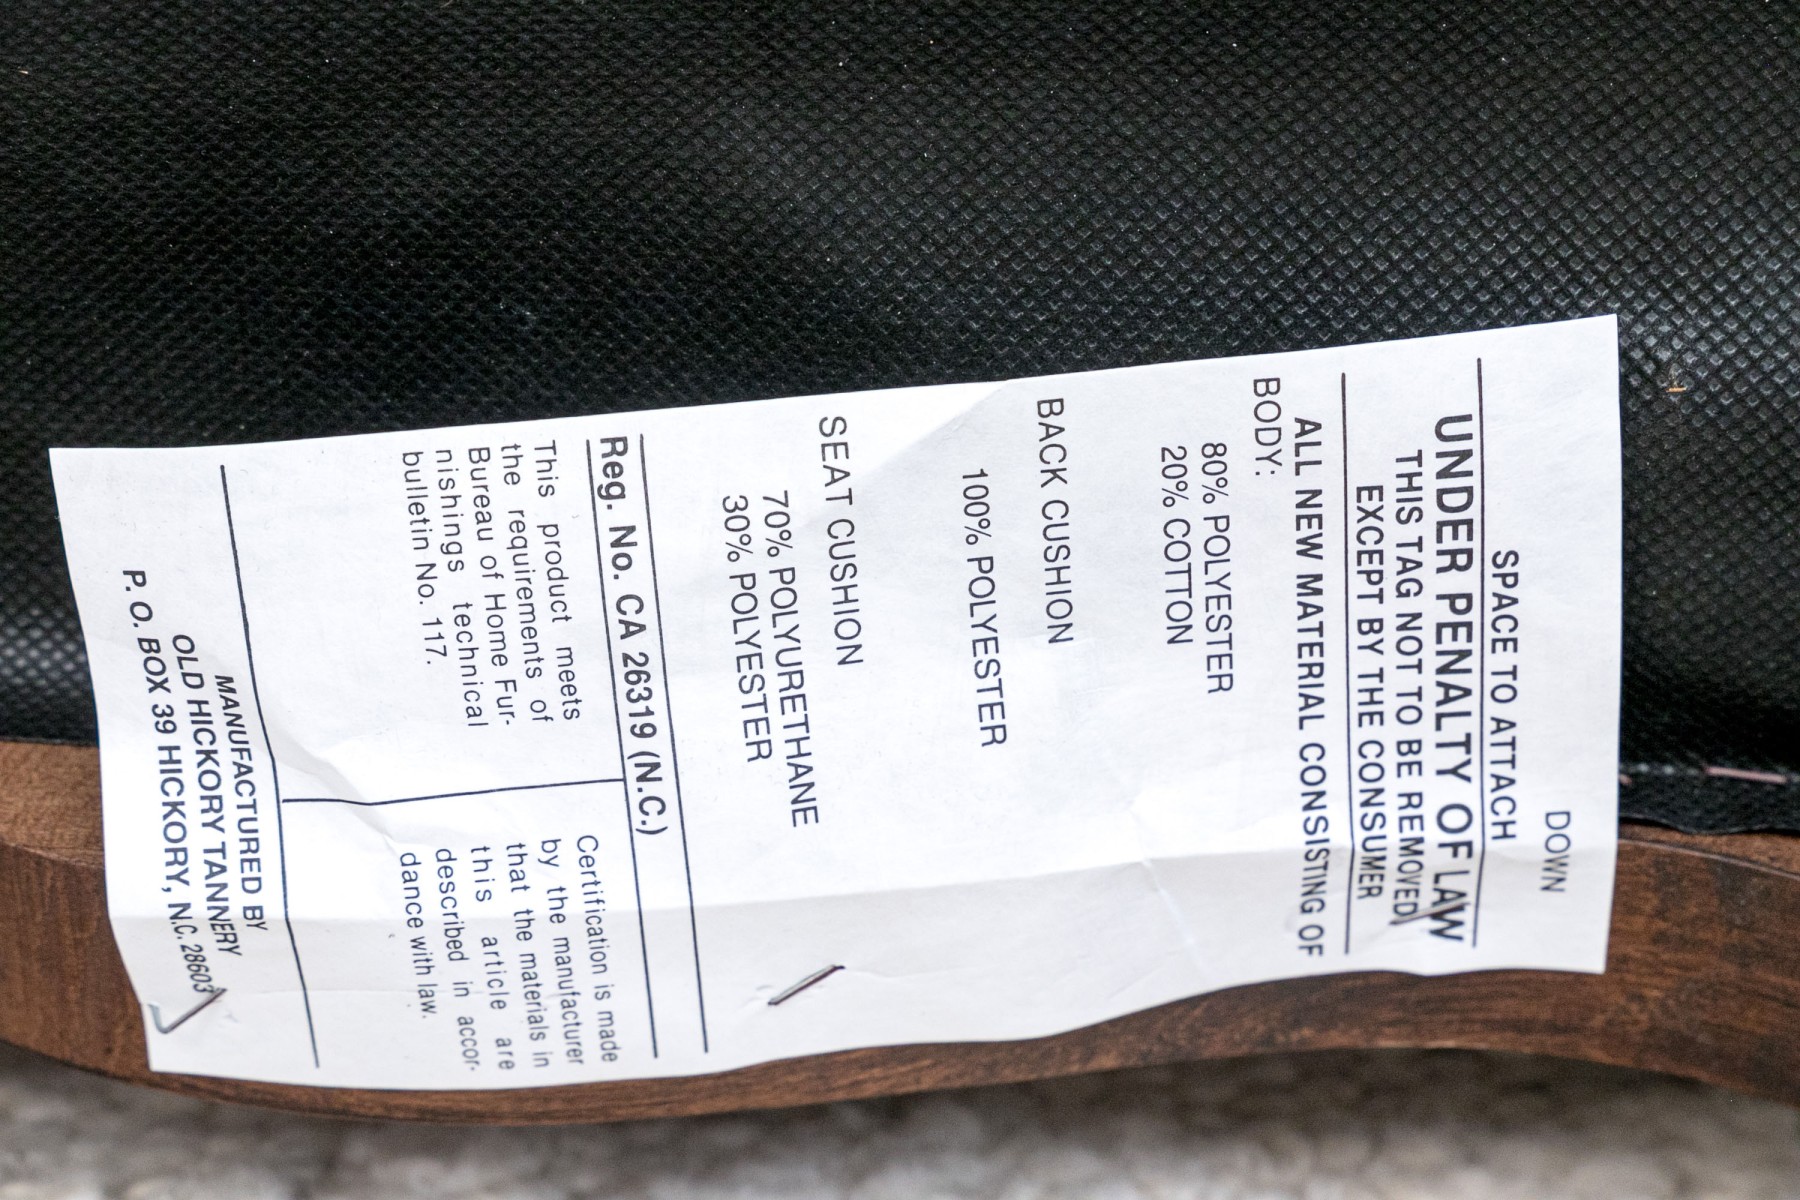 DOWN
SPACE TO ATTACH
UNDER PENALTY OF LAW
THIS TAG NOT TO BE REMOVED
EXCEPT BY THE CONSUMER
ALL NEW MATERIAL CONSISTING OF
BODY:
80% POLYESTER
20% COTTON
BACK CUSHION
100% POLYESTER
SEAT CUSHION
70% POLYURETHANE
30% POLYESTER
Reg. No. CA 26319 (N.C.)
This product meets
the requirements of
Bureau of Home Fur-
nishings technical
bulletin No. 117.
Certification is made
by the manufacturer
that the materials in
this article are
described in accor-
dance with law.
MANUFACTURED BY
OLD HICKORY TANNERY
P. O. BOX 39 HICKORY, N.C. 28603